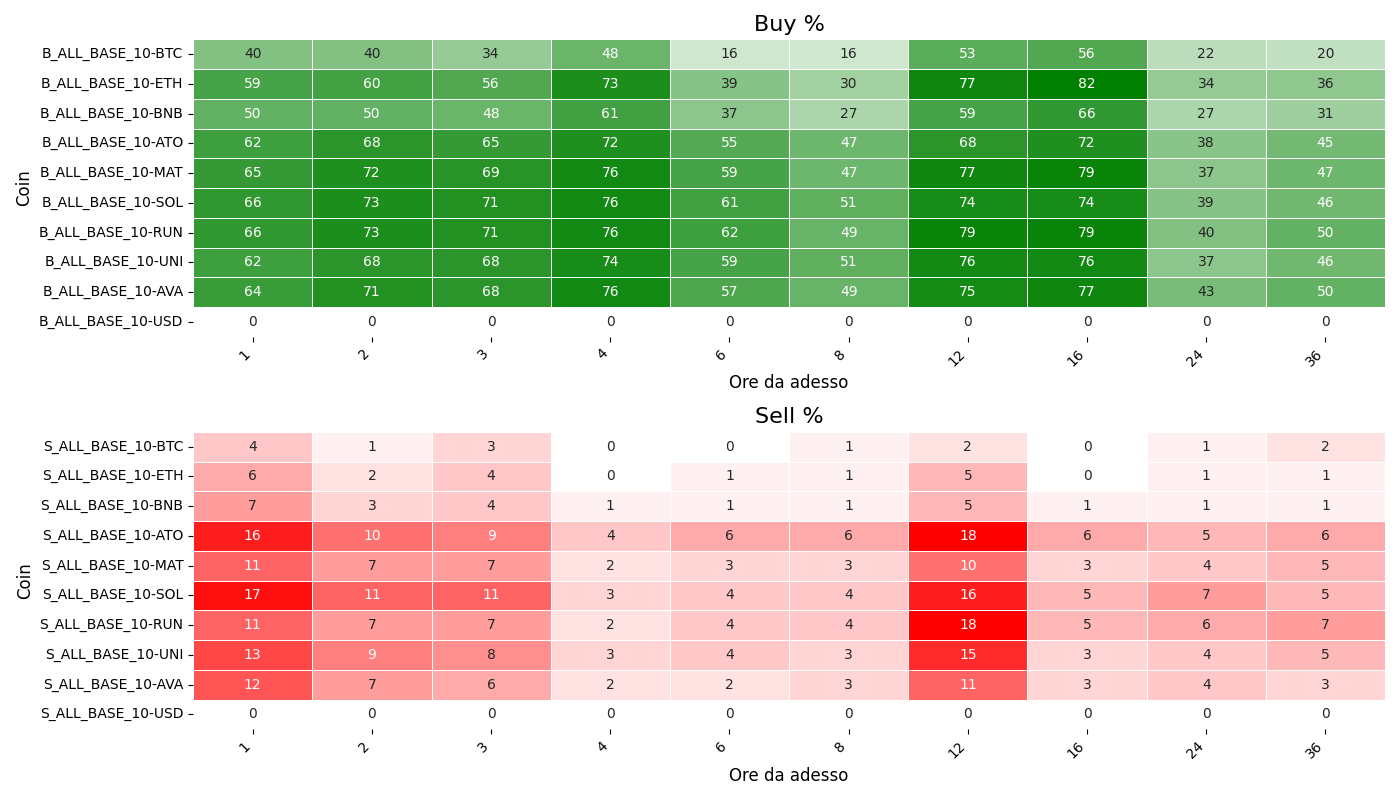 Buy %
Coin
B_ALL_BASE_10-BTC 40 40 34 48 16 16 53 56 22 20
B_ALL_BASE_10-ETH 59 60 56 73 39 30 77 82 34 36
B_ALL_BASE_10-BNB 50 50 48 61 37 27 59 66 27 31
B_ALL_BASE_10-ATO 62 68 65 72 55 47 68 72 38 45
B_ALL_BASE_10-MAT 65 72 69 76 59 47 77 79 37 47
B_ALL_BASE_10-SOL 66 73 71 76 61 51 74 74 39 46
B_ALL_BASE_10-RUN 66 73 71 76 62 49 79 79 40 50
B_ALL_BASE_10-UNI 62 68 68 74 59 51 76 76 37 46
B_ALL_BASE_10-AVA 64 71 68 76 57 49 75 77 43 50
B_ALL_BASE_10-USD 0 0 0 0 0 0 0 0 0 0
1 2 3 4 6 8 12 16 24 36
Ore da adesso
Sell %
Coin
S_ALL_BASE_10-BTC 4 1 3 0 0 1 2 0 1 2
S_ALL_BASE_10-ETH 6 2 4 0 1 1 5 0 1 1
S_ALL_BASE_10-BNB 7 3 4 1 1 1 5 1 1 1
S_ALL_BASE_10-ATO 16 10 9 4 6 6 18 6 5 6
S_ALL_BASE_10-MAT 11 7 7 2 3 3 10 3 4 5
S_ALL_BASE_10-SOL 17 11 11 3 4 4 16 5 7 5
S_ALL_BASE_10-RUN 11 7 7 2 4 4 18 5 6 7
S_ALL_BASE_10-UNI 13 9 8 3 4 3 15 3 4 5
S_ALL_BASE_10-AVA 12 7 6 2 2 3 11 3 4 3
S_ALL_BASE_10-USD 0 0 0 0 0 0 0 0 0 0
1 2 3 4 6 8 12 16 24 36
Ore da adesso